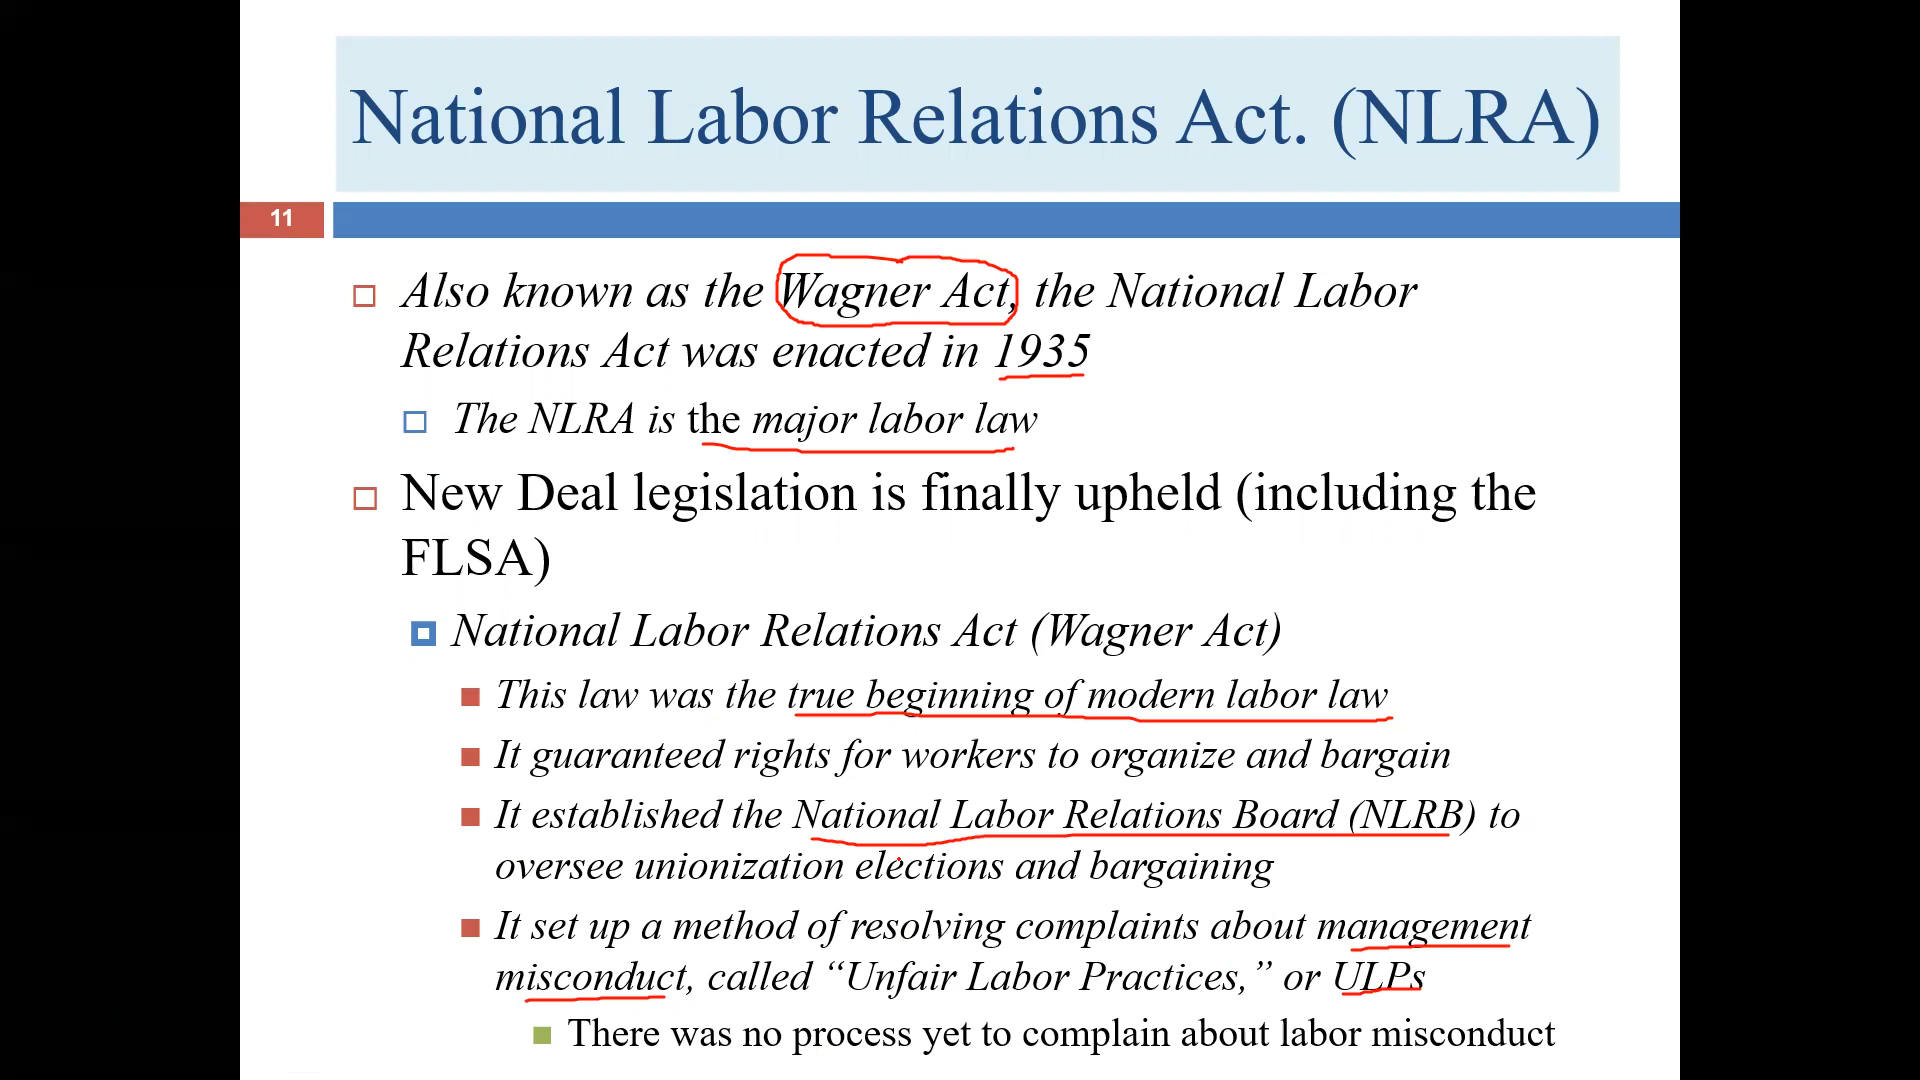 National Labor Relations Act. (NLRA)
11
Also known as the Wagner Act, the National Labor
Relations Act was enacted in 1935
The NLRA is the major labor law
New Deal legislation is finally upheld (including the
FLSA)
National Labor Relations Act (Wagner Act)
This law was the true beginning of modern labor law
It guaranteed rights for workers to organize and bargain
It established the National Labor Relations Board (NLRB) to
oversee unionization elections and bargaining
It set up a method of resolving complaints about management
misconduct, called “Unfair Labor Practices,” or ULPs
There was no process yet to complain about labor misconduct